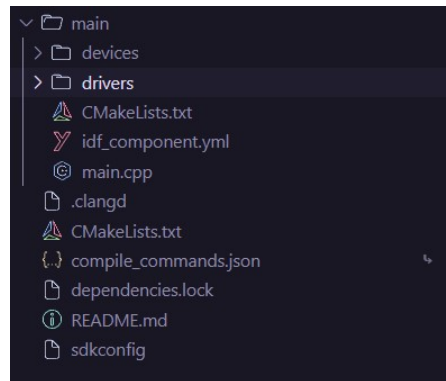 main
devices
drivers
CMakeLists.txt
idf_component.yml
main.cpp
.clangd
CMakeLists.txt
compile_commands.json
dependencies.lock
README.md
sdkconfig